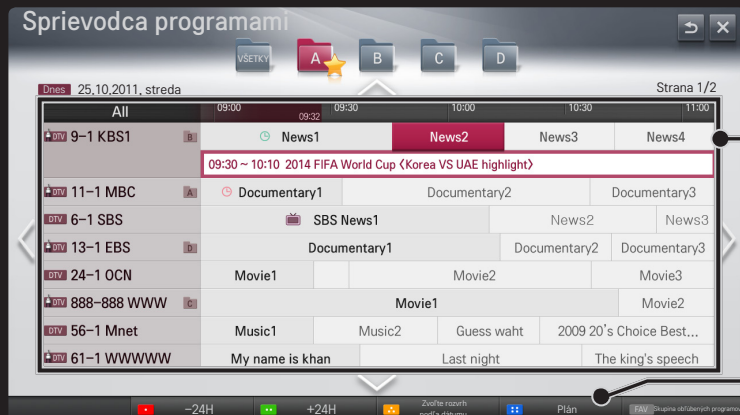 Sprievodca programami
VŠETKY A B C D
Dnes 25.10.2011, streda Strana 1/2
All 09:00 09:32 09:30 10:00 10:30 11:00
DTV 9-1 KBS1 B News1 News2 News3 News4
09:30 ~ 10:10 2014 FIFA World Cup 〈Korea VS UAE highlight〉
DTV 11-1 MBC A Documentary1 Documentary2 Documentary3
DTV 6-1 SBS SBS News1 News2 News3
DTV 13-1 EBS D Documentary1 Documentary2 Documentary3
DTV 24-1 OCN Movie1 Movie2 Movie3
DTV 888-888 WWW C Movie1 Movie2
DTV 56-1 Mnet Music1 Music2 Guess waht 2009 20's Choice Best...
DTV 61-1 WWWWW My name is khan Last night The king's speech
-24H +24H Zvoľte rozvrh podľa dátumu Plán FAV Skupina obľúbených programov